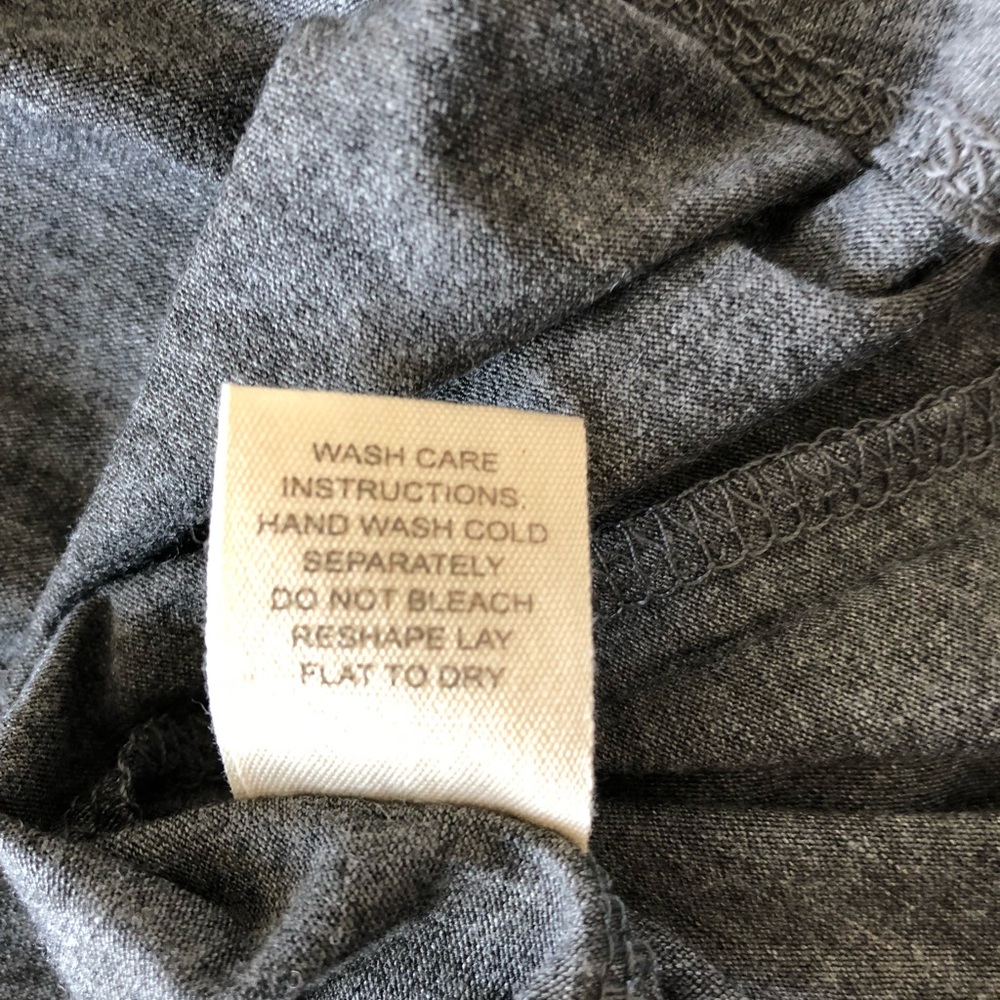 WASH CARE
INSTRUCTIONS.
HAND WASH COLD
SEPARATELY
DO NOT BLEACH
RESHAPE LAY
FLAT TO DRY